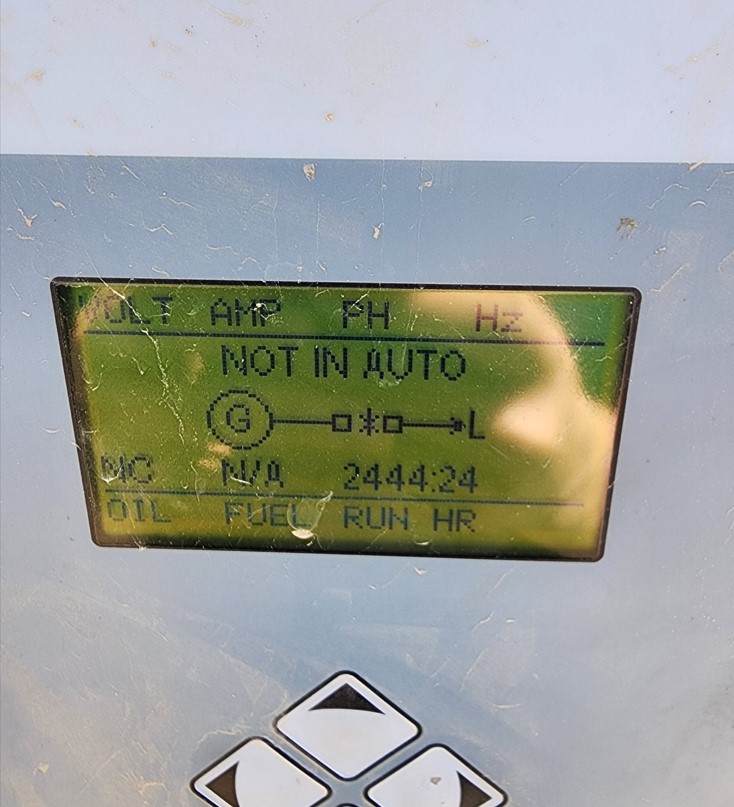 VOLT AMP PH Hz
NOT IN AUTO
G L
NC N/A 2444:24
OIL FUEL RUN HR